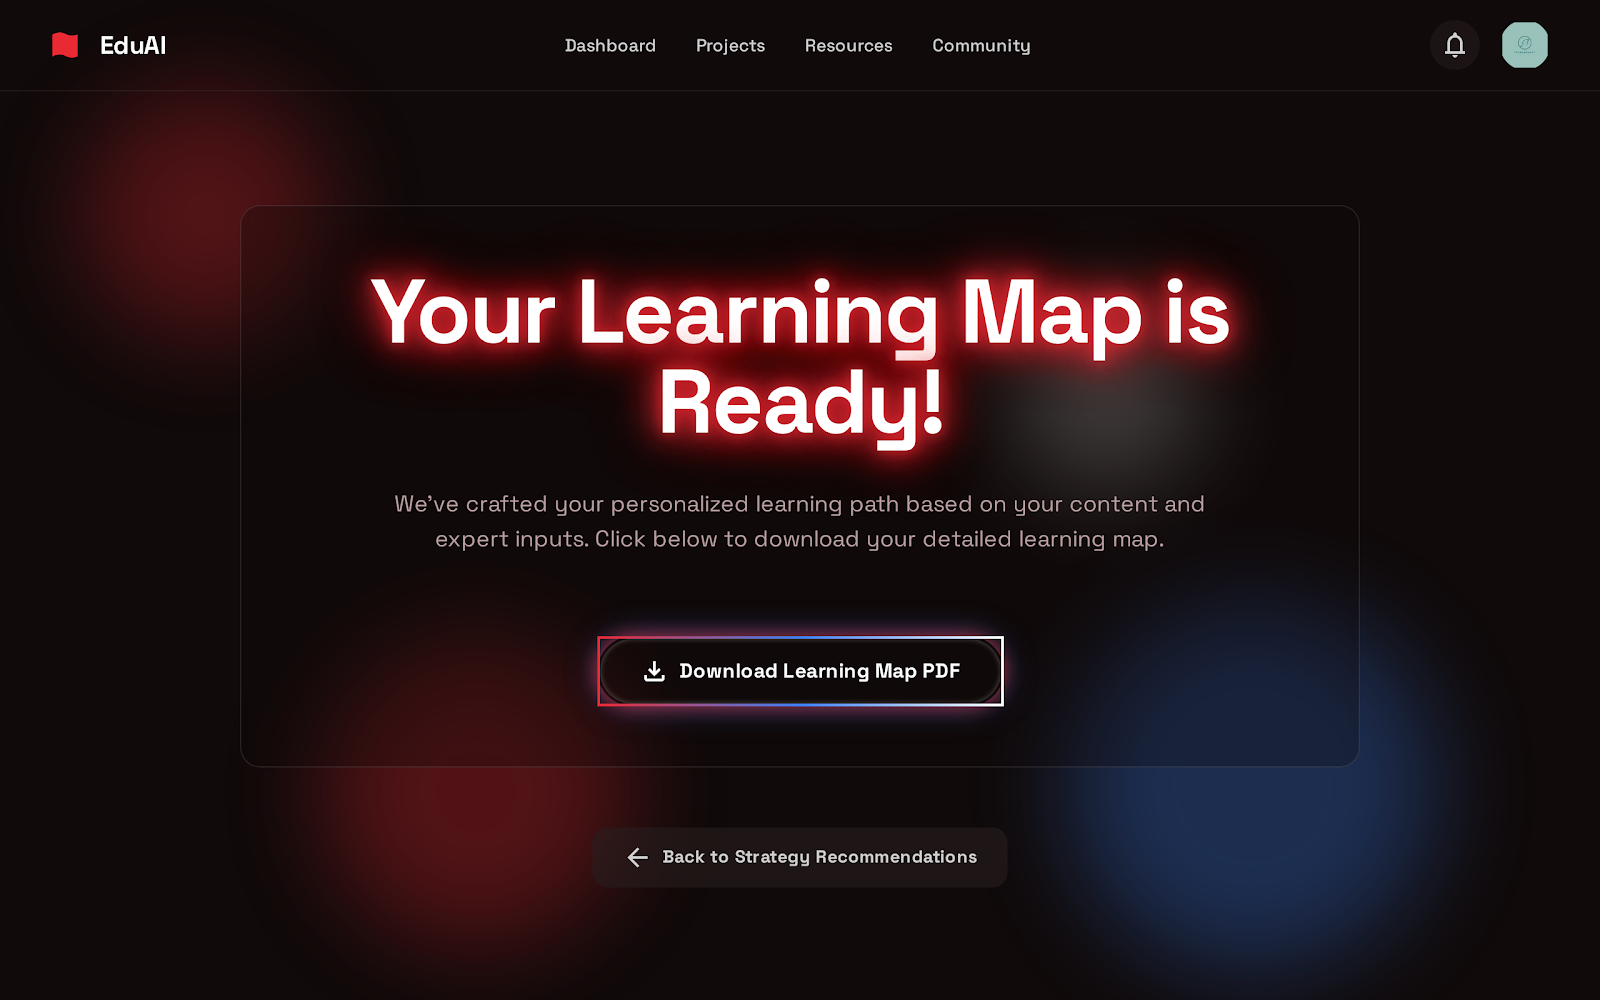 EduAI
Dashboard
Projects
Resources
Community
Your Learning Map is
Ready!
We've crafted your personalized learning path based on your content and
expert inputs. Click below to download your detailed learning map.
Download Learning Map PDF
Back to Strategy Recommendations